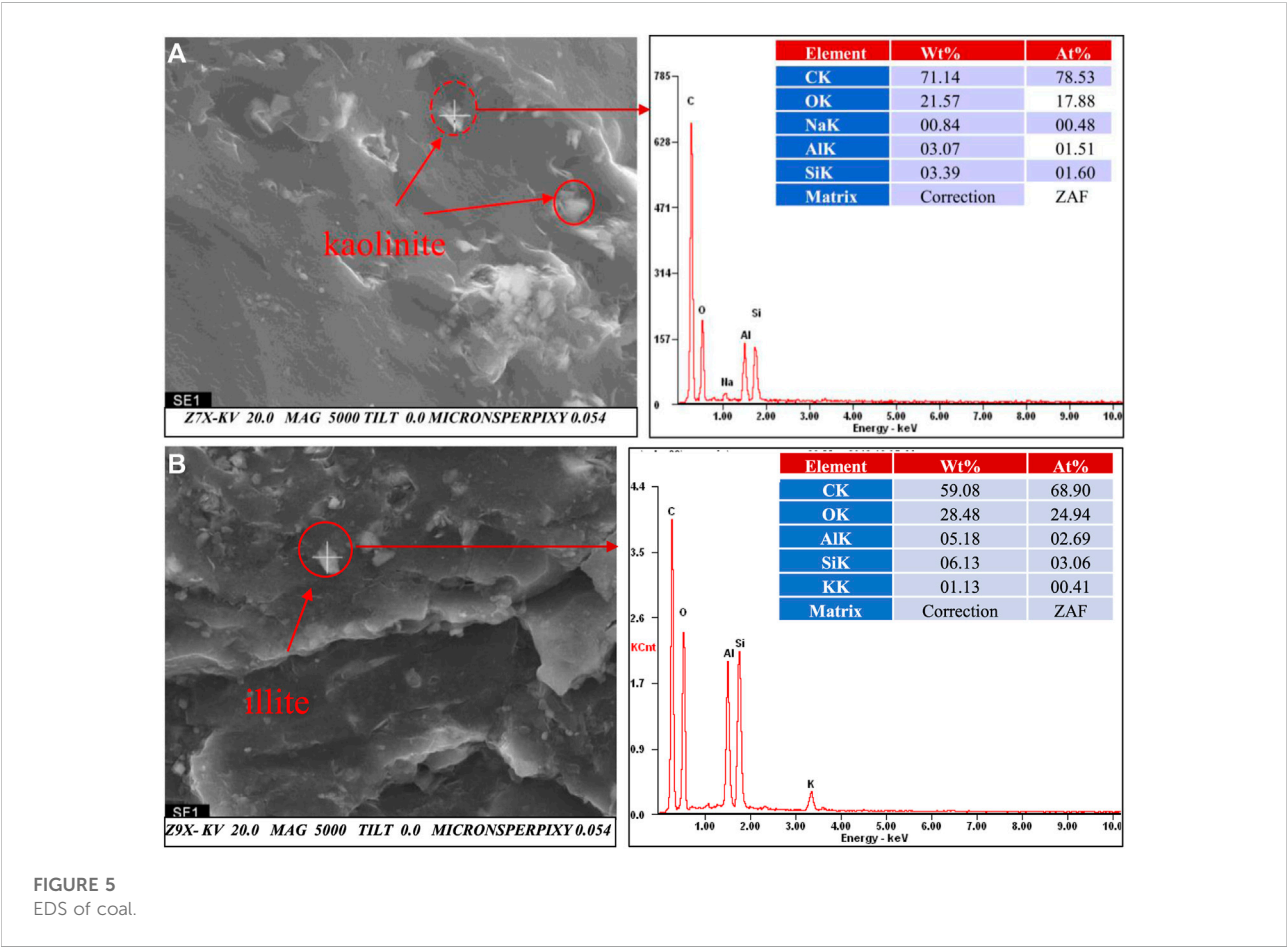 A
kaolinite
SE1
Z7X-KV 20.0 MAG 5000 TILT 0.0 MICRONSPERPIXY 0.054
Element Wt% At%
CK 71.14 78.53
OK 21.57 17.88
NaK 00.84 00.48
AlK 03.07 01.51
SiK 03.39 01.60
Matrix Correction ZAF
785
628
471
314
157
0
C
O
Na
Al
Si
1.00 2.00 3.00 4.00 5.00 6.00 7.00 8.00 9.00 10.0
Energy - keV
B
illite
SE1
Z9X- KV 20.0 MAG 5000 TILT 0.0 MICRONSPERPIXY 0.054
Element Wt% At%
CK 59.08 68.90
OK 28.48 24.94
AlK 05.18 02.69
SiK 06.13 03.06
KK 01.13 00.41
Matrix Correction ZAF
4.4
3.5
2.6
KCnt
1.7
0.9
0.0
C
O
Al
Si
K
1.00 2.00 3.00 4.00 5.00 6.00 7.00 8.00 9.00 10.0
Energy - keV
FIGURE 5
EDS of coal.